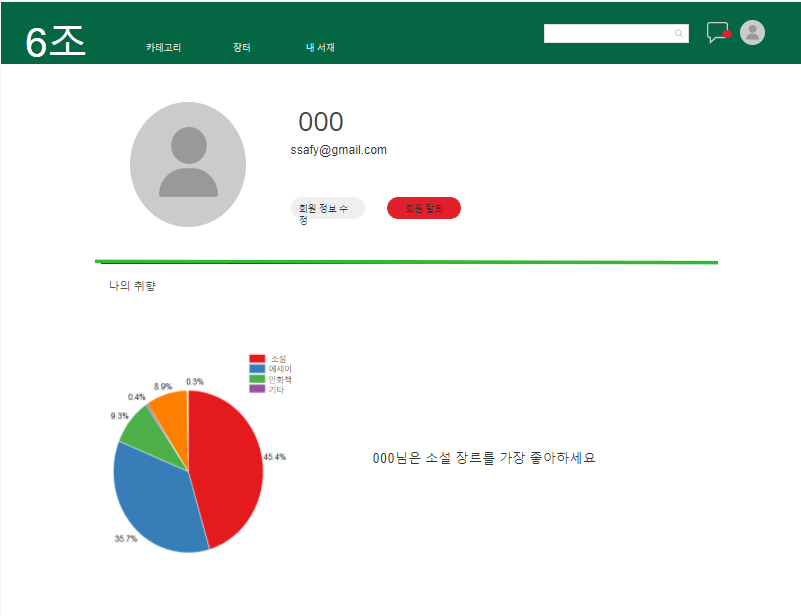 6조
카테고리
장터
내 서재
000
ssafy@gmail.com
회원 정보 수
정
회원 탈퇴
나의 취향
소설
에세이
만화책
기타
0.3%
8.9%
0.4%
9.3%
45.4%
35.7%
000님은 소설 장르를 가장 좋아하세요